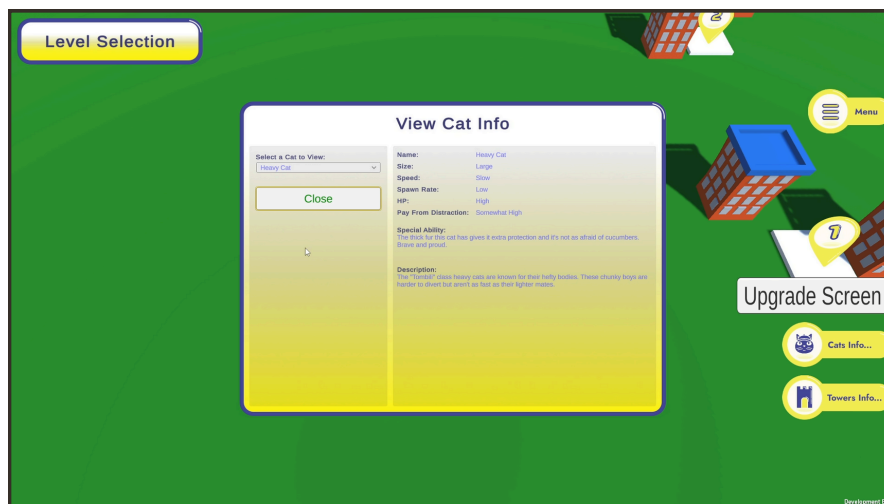 Level Selection
2
Menu
View Cat Info
Select a Cat to View:
Heavy Cat
Close
Name: Heavy Cat
Size: Large
Speed: Slow
Spawn Rate: Low
HP: High
Pay From Distraction: Somewhat High
Special Ability:
The thick fur this cat has gives it extra protection and it's not as afraid of cucumbers.
Brave and proud.
Description:
The "Tombili" class heavy cats are known for their hefty bodies. These chunky boys are
harder to divert but aren't as fast as their lighter mates.
1
Upgrade Screen
Cats Info...
Towers Info...
Development B